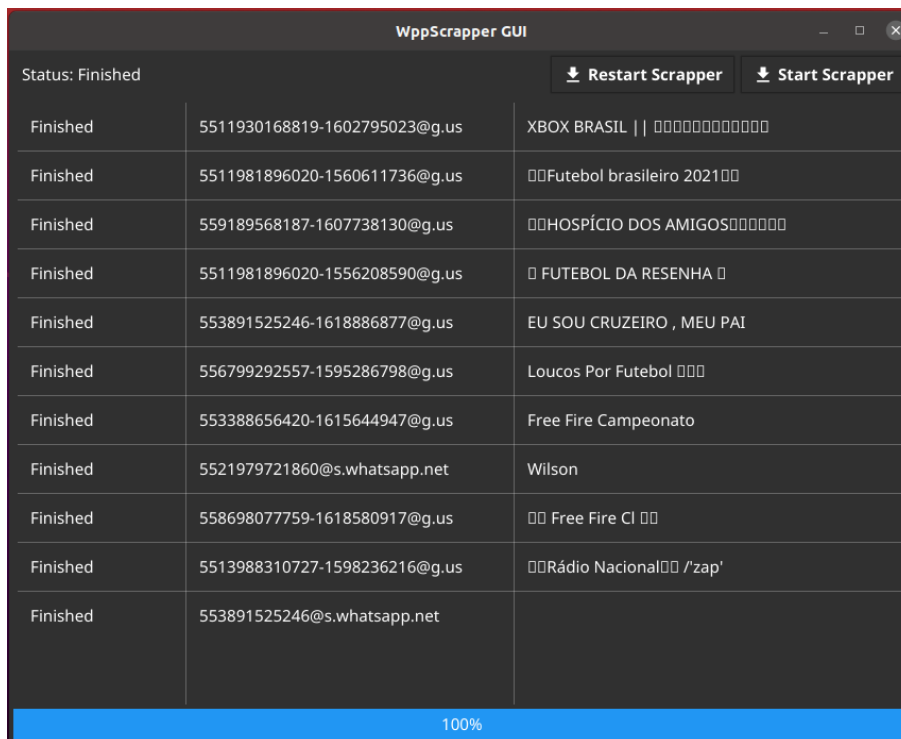 WppScrapper GUI
Status: Finished Restart Scrapper Start Scrapper
Finished 5511930168819-1602795023@g.us XBOX BRASIL || ▯▯▯▯▯▯▯▯▯▯▯▯
Finished 5511981896020-1560611736@g.us ▯▯Futebol brasileiro 2021▯▯
Finished 559189568187-1607738130@g.us ▯▯HOSPÍCIO DOS AMIGOS▯▯▯▯▯▯
Finished 5511981896020-1556208590@g.us ▯ FUTEBOL DA RESENHA ▯
Finished 553891525246-1618886877@g.us EU SOU CRUZEIRO , MEU PAI
Finished 556799292557-1595286798@g.us Loucos Por Futebol ▯▯▯
Finished 553388656420-1615644947@g.us Free Fire Campeonato
Finished 5521979721860@s.whatsapp.net Wilson
Finished 558698077759-1618580917@g.us ▯▯ Free Fire Cl ▯▯
Finished 5513988310727-1598236216@g.us ▯▯Rádio Nacional▯▯ /'zap'
Finished 553891525246@s.whatsapp.net
100%